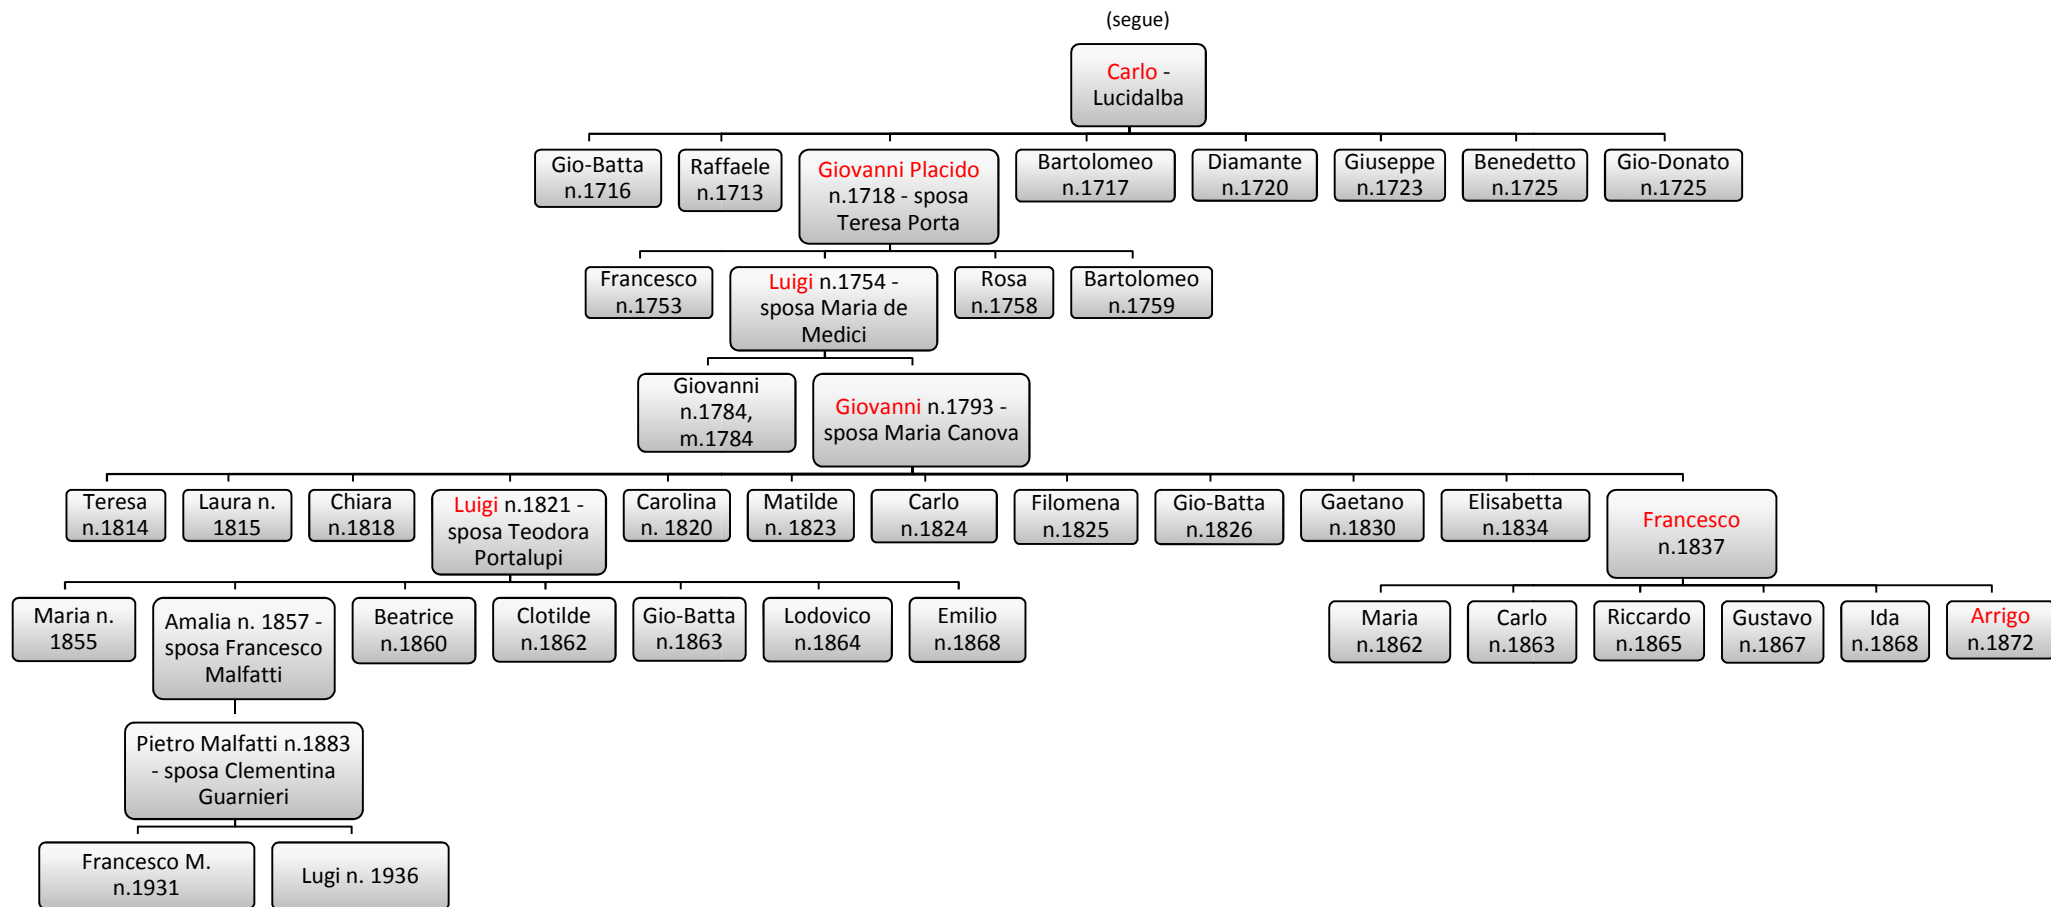 (segue)
Carlo -
Lucidalba
Gio-Batta
n.1716
Raffaele
n.1713
Giovanni Placido
n.1718 - sposa
Teresa Porta
Bartolomeo
n.1717
Diamante
n.1720
Giuseppe
n.1723
Benedetto
n.1725
Gio-Donato
n.1725
Francesco
n.1753
Luigi n.1754 -
sposa Maria de
Medici
Rosa
n.1758
Bartolomeo
n.1759
Giovanni
n.1784,
m.1784
Giovanni n.1793 -
sposa Maria Canova
Teresa
n.1814
Laura n.
1815
Chiara
n.1818
Luigi n.1821 -
sposa Teodora
Portalupi
Carolina
n. 1820
Matilde
n. 1823
Carlo
n.1824
Filomena
n.1825
Gio-Batta
n.1826
Gaetano
n.1830
Elisabetta
n.1834
Francesco
n.1837
Maria n.
1855
Amalia n. 1857 -
sposa Francesco
Malfatti
Beatrice
n.1860
Clotilde
n.1862
Gio-Batta
n.1863
Lodovico
n.1864
Emilio
n.1868
Maria
n.1862
Carlo
n.1863
Riccardo
n.1865
Gustavo
n.1867
Ida
n.1868
Arrigo
n.1872
Pietro Malfatti n.1883
- sposa Clementina
Guarnieri
Francesco M.
n.1931
Lugi n. 1936